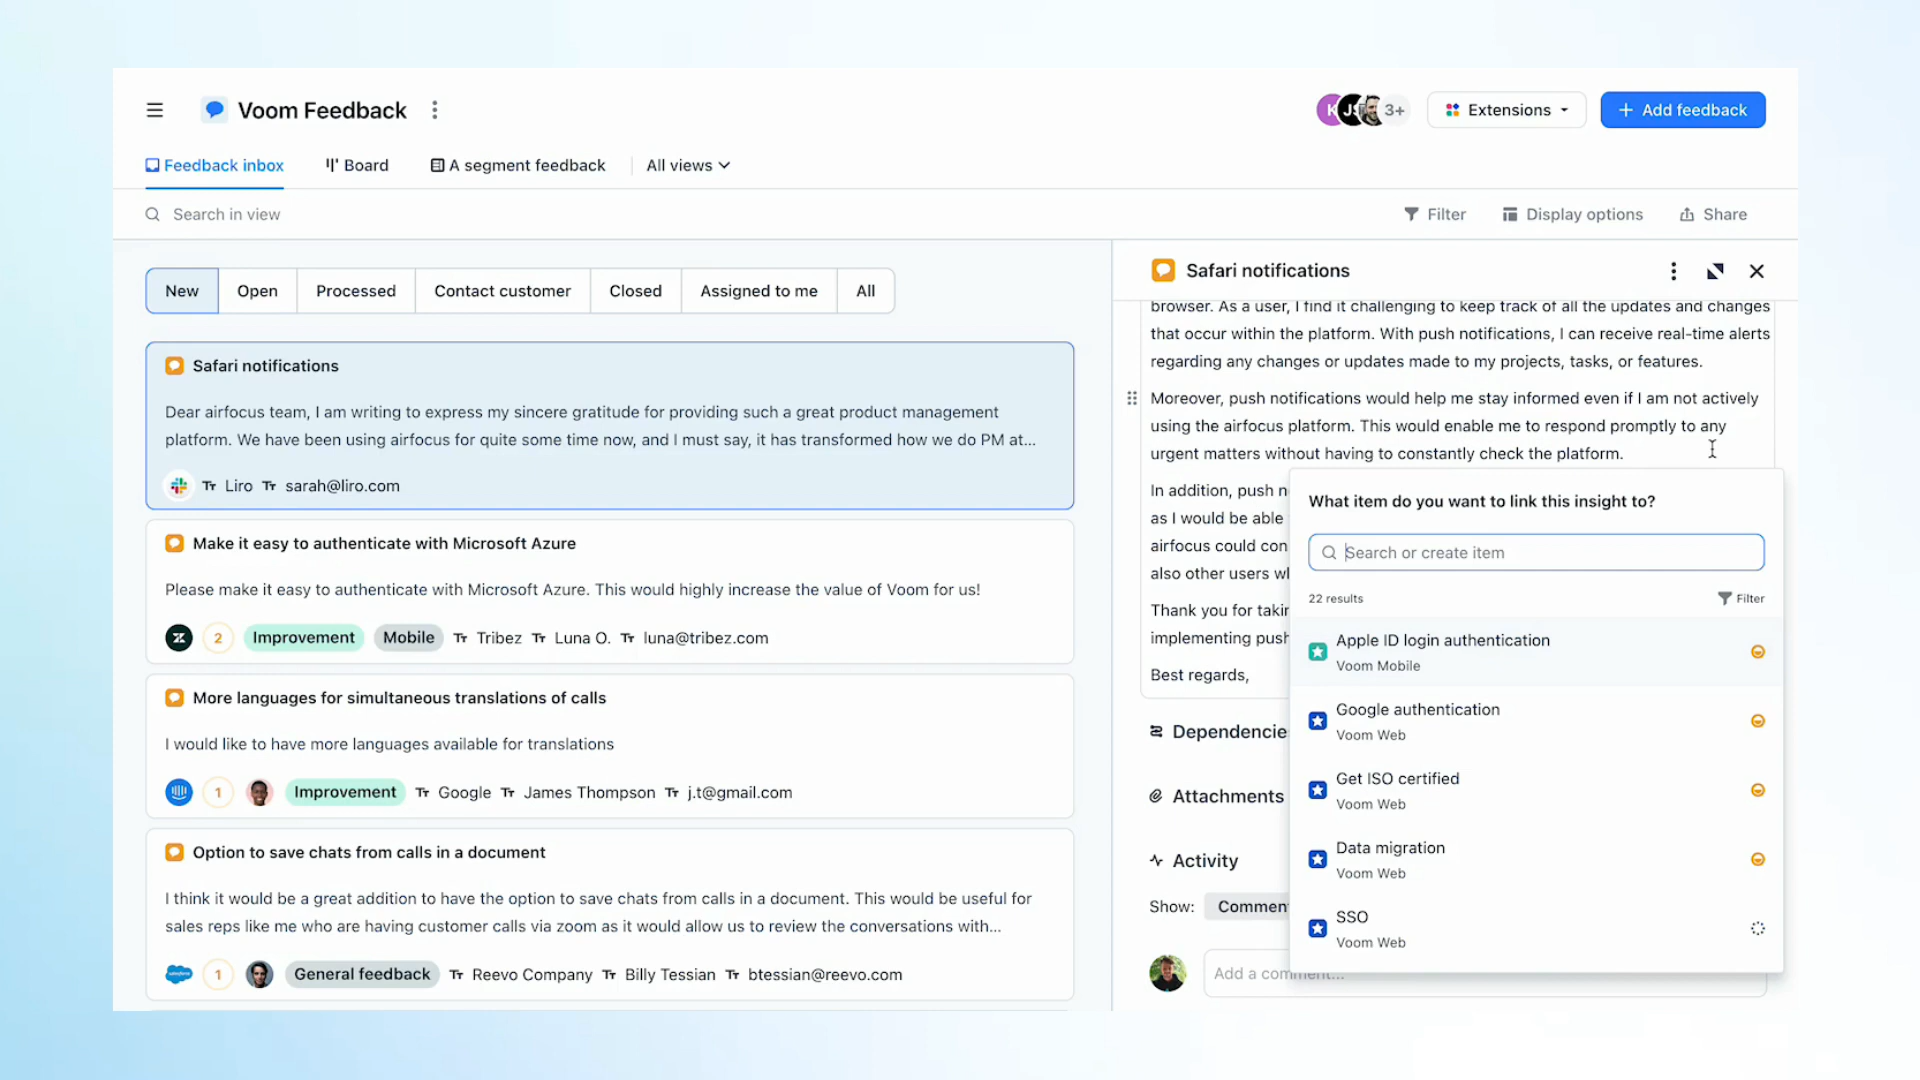 Voom Feedback
K
JS
3+
Extensions
+ Add feedback
Feedback inbox
Board
A segment feedback
All views
Search in view
Filter
Display options
Share
New
Open
Processed
Contact customer
Closed
Assigned to me
All
Safari notifications
Dear airfocus team, I am writing to express my sincere gratitude for providing such a great product management
platform. We have been using airfocus for quite some time now, and I must say, it has transformed how we do PM at...
Tт Liro Tт sarah@liro.com
Make it easy to authenticate with Microsoft Azure
Please make it easy to authenticate with Microsoft Azure. This would highly increase the value of Voom for us!
2 Improvement Mobile Tт Tribez Tт Luna O. Tт luna@tribez.com
More languages for simultaneous translations of calls
I would like to have more languages available for translations
1 Improvement Tт Google Tт James Thompson Tт j.t@gmail.com
Option to save chats from calls in a document
I think it would be a great addition to have the option to save chats from calls in a document. This would be useful for
sales reps like me who are having customer calls via zoom as it would allow us to review the conversations with...
salesforce 1 General feedback Tт Reevo Company Tт Billy Tessian Tт btessian@reevo.com
Safari notifications
browser. As a user, I find it challenging to keep track of all the updates and changes
that occur within the platform. With push notifications, I can receive real-time alerts
regarding any changes or updates made to my projects, tasks, or features.
Moreover, push notifications would help me stay informed even if I am not actively
using the airfocus platform. This would enable me to respond promptly to any
urgent matters without having to constantly check the platform.
In addition, push n
as I would be able
airfocus could con
also other users wh
Thank you for takin
implementing push
Best regards,
Dependencie
Attachments
Activity
Show: Commen
Add a comment...
What item do you want to link this insight to?
Search or create item
22 results
Filter
Apple ID login authentication
Voom Mobile
Google authentication
Voom Web
Get ISO certified
Voom Web
Data migration
Voom Web
SSO
Voom Web